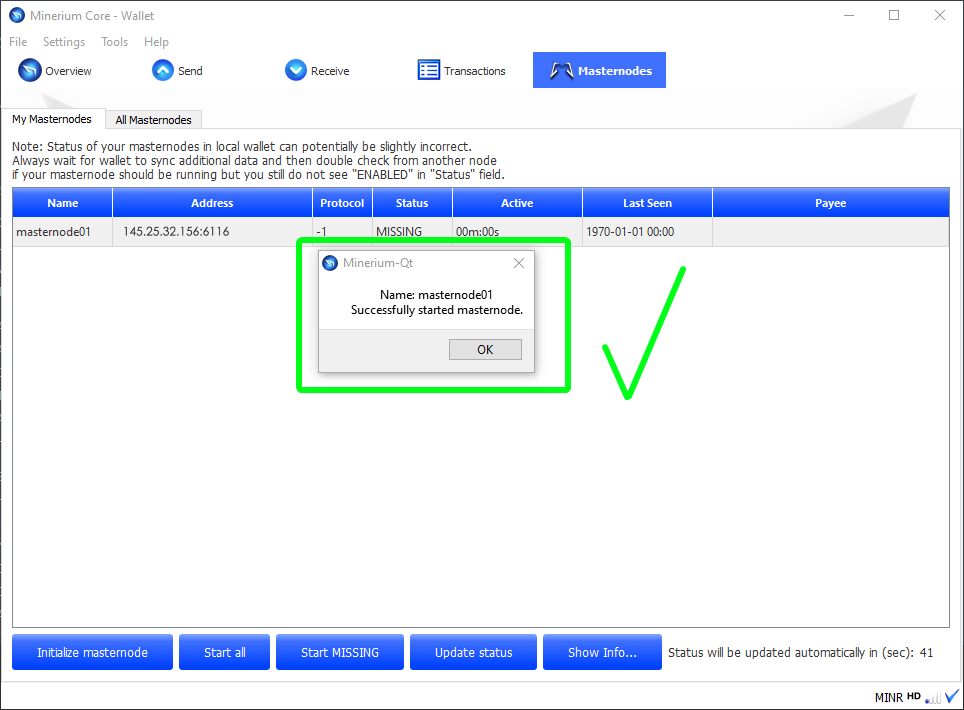 Minerium Core - Wallet
File Settings Tools Help
Overview Send Receive Transactions Masternodes
My Masternodes All Masternodes
Note: Status of your masternodes in local wallet can potentially be slightly incorrect.
Always wait for wallet to sync additional data and then double check from another node
if your masternode should be running but you still do not see "ENABLED" in "Status" field.
Name Address Protocol Status Active Last Seen Payee
masternode01 145.25.32.156:6116 -1 MISSING 00m:00s 1970-01-01 00:00
Minerium-Qt
Name: masternode01
Successfully started masternode.
OK
Initialize masternode Start all Start MISSING Update status Show Info... Status will be updated automatically in (sec): 41
MINR HD